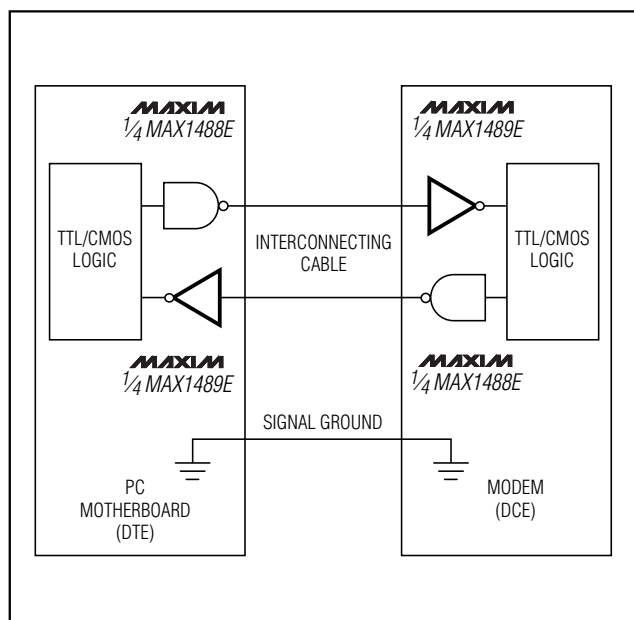 MAXIM
1/4 MAX1488E
MAXIM
1/4 MAX1489E
TTL/CMOS
LOGIC
INTERCONNECTING
CABLE
TTL/CMOS
LOGIC
MAXIM
1/4 MAX1489E
MAXIM
1/4 MAX1488E
SIGNAL GROUND
PC
MOTHERBOARD
(DTE)
MODEM
(DCE)